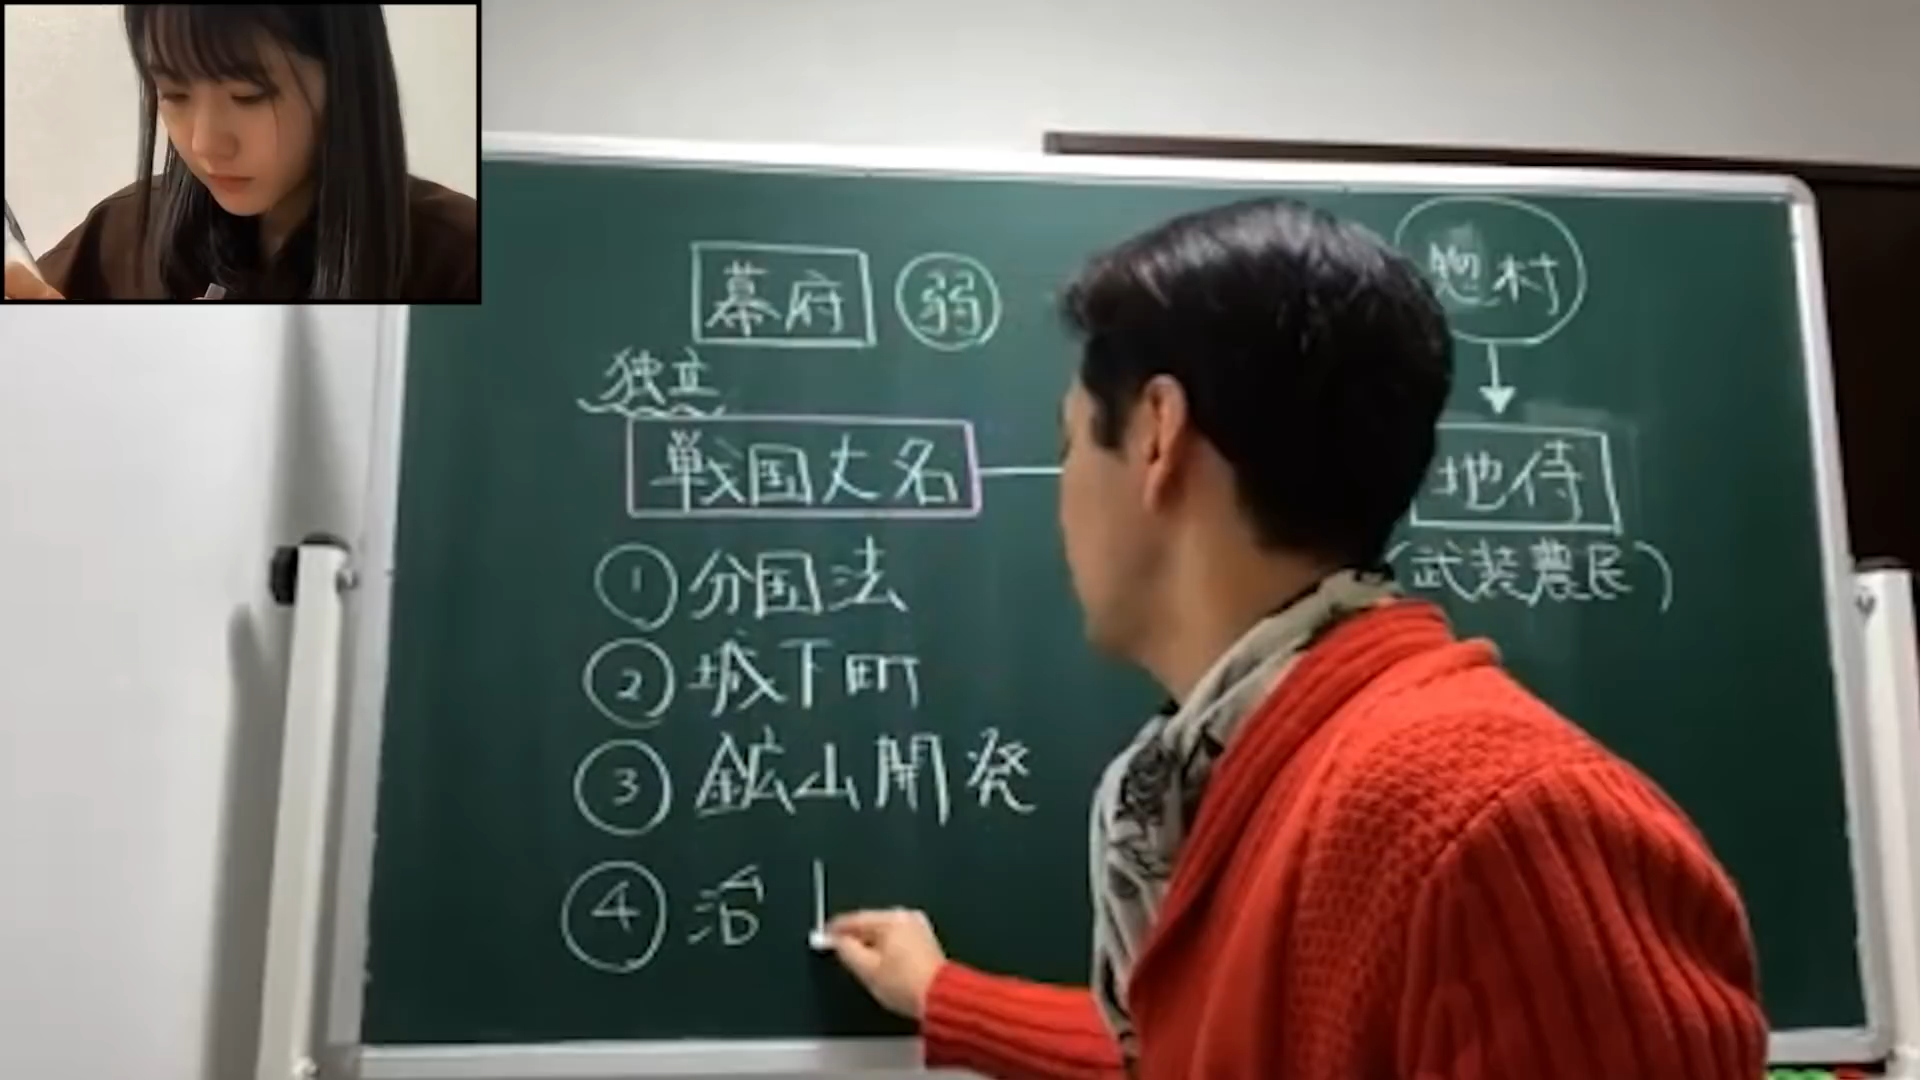 幕府 弱
独立
戦国大名
① 分国法
② 城下町
③ 鉱山開発
④ 治
惣村
地侍
(武装農民)